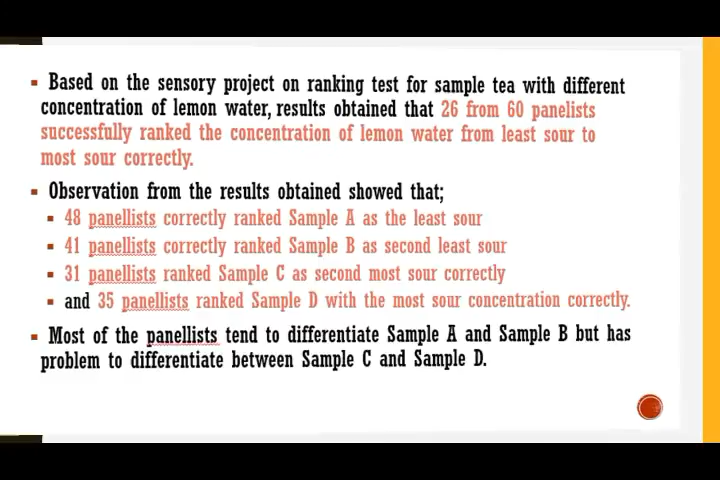 Based on the sensory project on ranking test for sample tea with different
concentration of lemon water, results obtained that 26 from 60 panelists
successfully ranked the concentration of lemon water from least sour to
most sour correctly.
Observation from the results obtained showed that;
48 panellists correctly ranked Sample A as the least sour
41 panellists correctly ranked Sample B as second least sour
31 panellists ranked Sample C as second most sour correctly
and 35 panellists ranked Sample D with the most sour concentration correctly.
Most of the panellists tend to differentiate Sample A and Sample B but has
problem to differentiate between Sample C and Sample D.